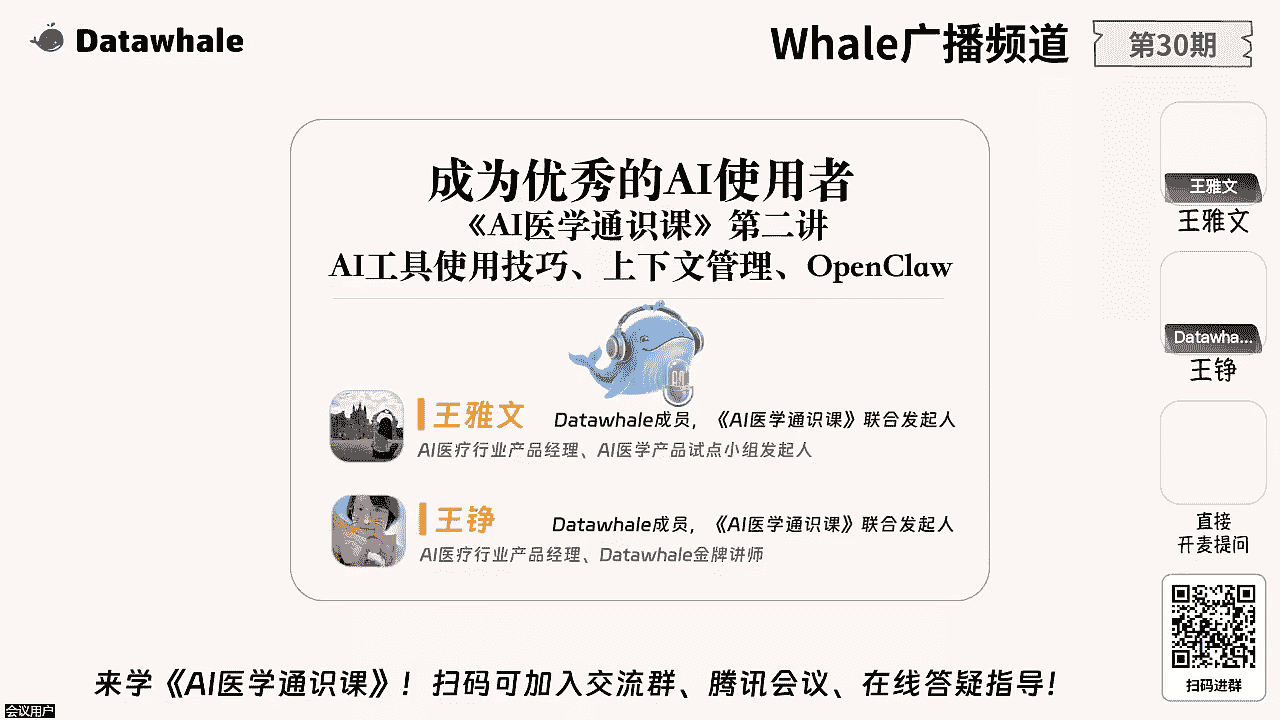 Datawhale
Whale广播频道
第30期
成为优秀的AI使用者
《AI医学通识课》第二讲
AI工具使用技巧、上下文管理、OpenClaw
王雅文 Datawhale成员，《AI医学通识课》联合发起人
AI医疗行业产品经理、AI医学产品试点小组发起人
王铮 Datawhale成员，《AI医学通识课》联合发起人
AI医疗行业产品经理、Datawhale金牌讲师
王雅文
王雅文
Datawha...
王铮
直接
开麦提问
扫码进群
来学《AI医学通识课》！扫码可加入交流群、腾讯会议、在线答疑指导！
会议用户